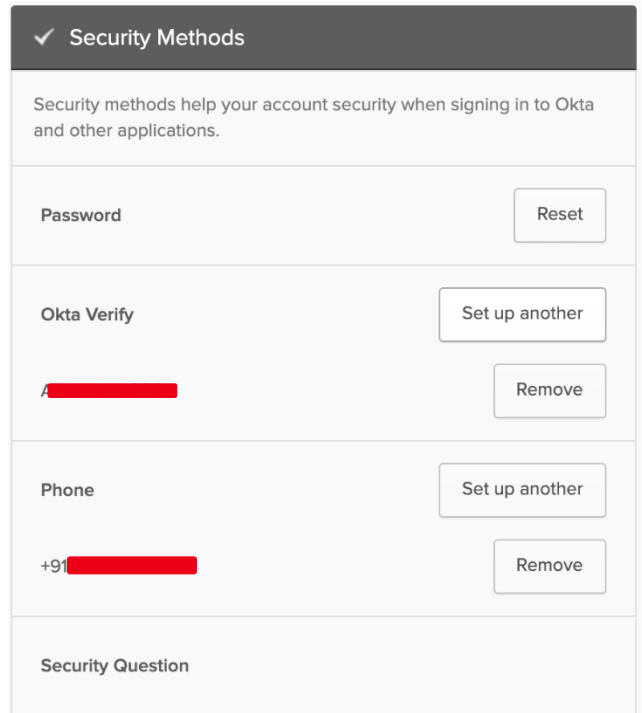 Security Methods
Security methods help your account security when signing in to Okta
and other applications.
Password
Reset
Okta Verify
Set up another
A
Remove
Phone
Set up another
+91
Remove
Security Question